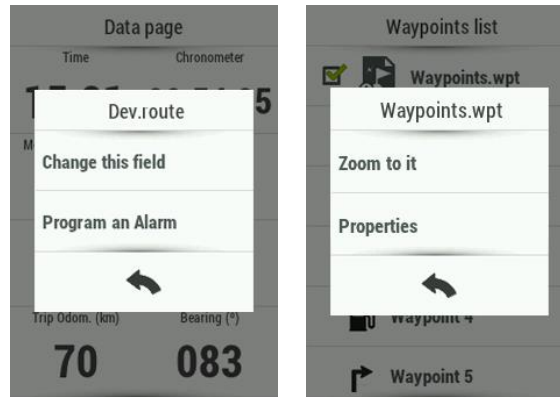 Data page
Time Chronometer
5
Dev.route
Change this field
Program an Alarm
Trip Odom. (km) Bearing (º)
70 083
Waypoints list
Waypoints.wpt
Waypoints.wpt
Zoom to it
Properties
Waypoint 4
Waypoint 5